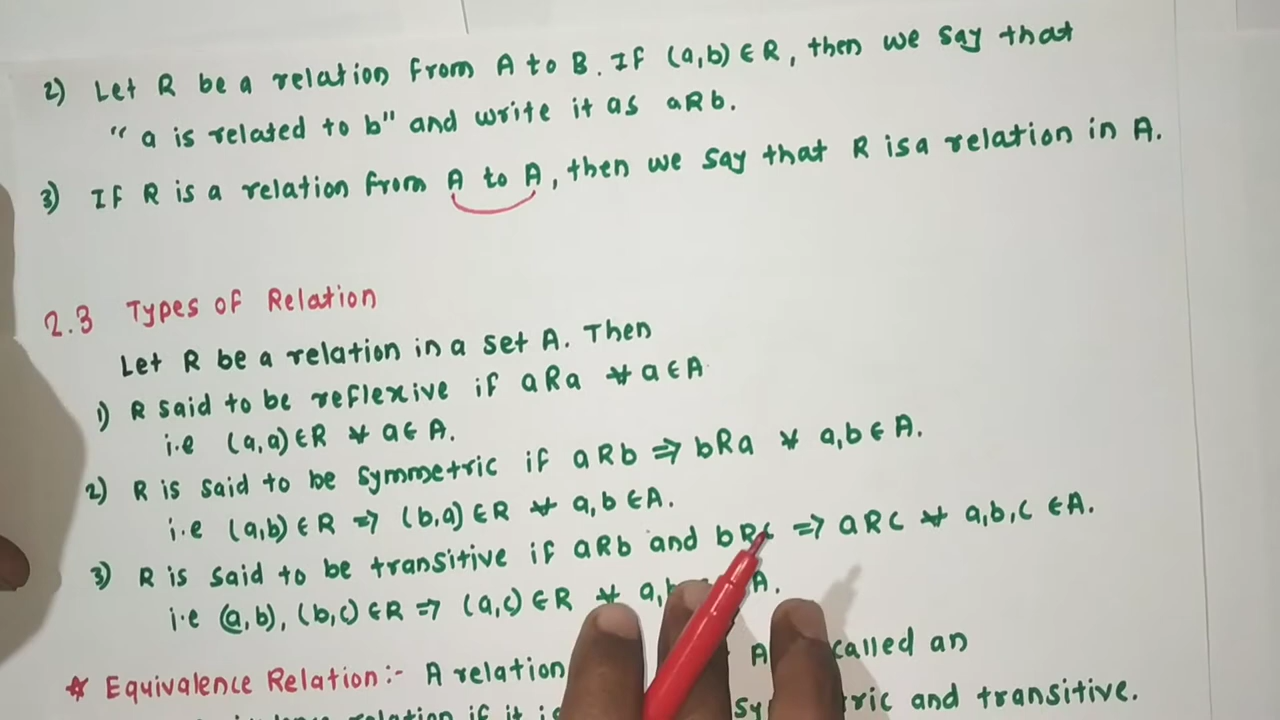 2) Let R be a relation from A to B. If (a,b) ∈ R, then we say that
“ a is related to b" and write it as aRb.
3) If R is a relation from A to A, then we say that R is a relation in A.
2.3 Types of Relation
Let R be a relation in a set A. Then
1) R said to be reflexive if aRa ∀ a ∈ A
i.e (a,a) ∈ R ∀ a ∈ A.
2) R is said to be symmetric if aRb ⇒ bRa ∀ a,b ∈ A.
i.e (a,b) ∈ R ⇒ (b,a) ∈ R ∀ a,b ∈ A.
3) R is said to be transitive if aRb and bRc ⇒ aRc ∀ a,b,c ∈ A.
i.e (a,b), (b,c) ∈ R ⇒ (a,c) ∈ R ∀ a,b A.
* Equivalence Relation:- A relation A called an
relation if it is and transitive.